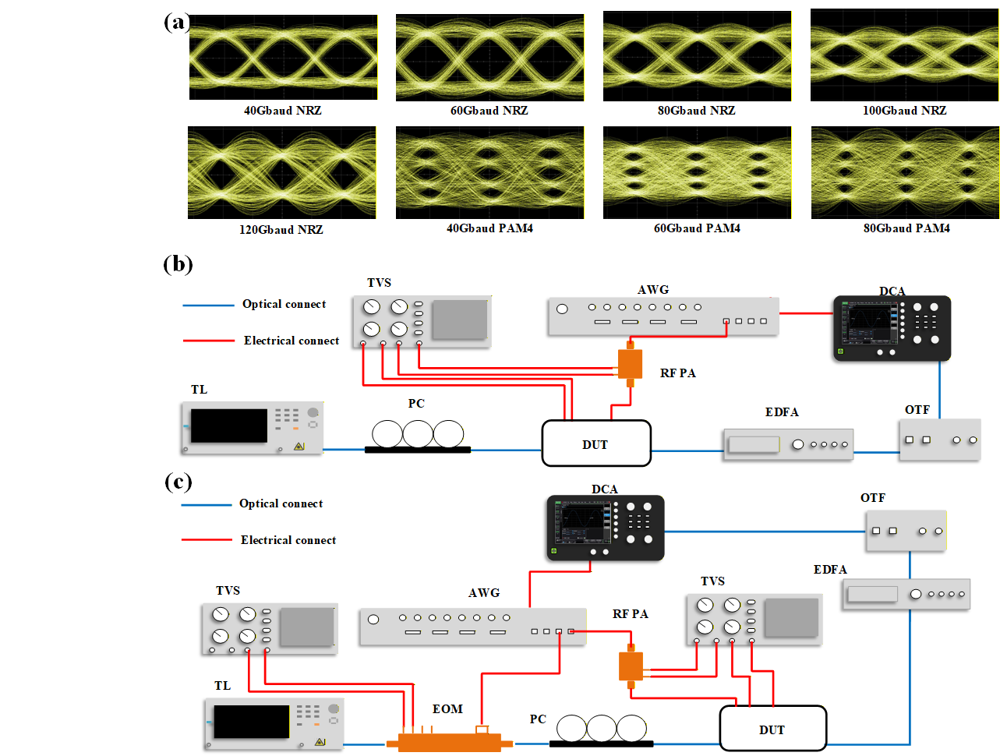 (a)
40Gbaud NRZ
60Gbaud NRZ
80Gbaud NRZ
100Gbaud NRZ
120Gbaud NRZ
40Gbaud PAM4
60Gbaud PAM4
80Gbaud PAM4
(b)
TVS
AWG
DCA
Optical connect
Electrical connect
RF PA
TL
PC
EDFA
OTF
DUT
(c)
DCA
OTF
Optical connect
Electrical connect
EDFA
TVS
AWG
TVS
RF PA
TL
EOM
PC
DUT